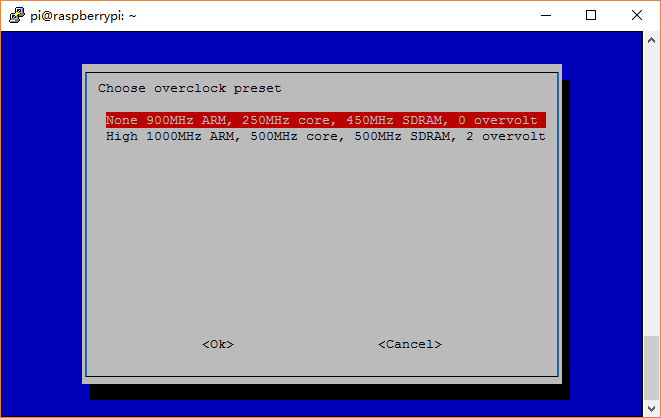 pi@raspberrypi: ~
Choose overclock preset
None 900MHz ARM, 250MHz core, 450MHz SDRAM, 0 overvolt
High 1000MHz ARM, 500MHz core, 500MHz SDRAM, 2 overvolt
<Ok> <Cancel>